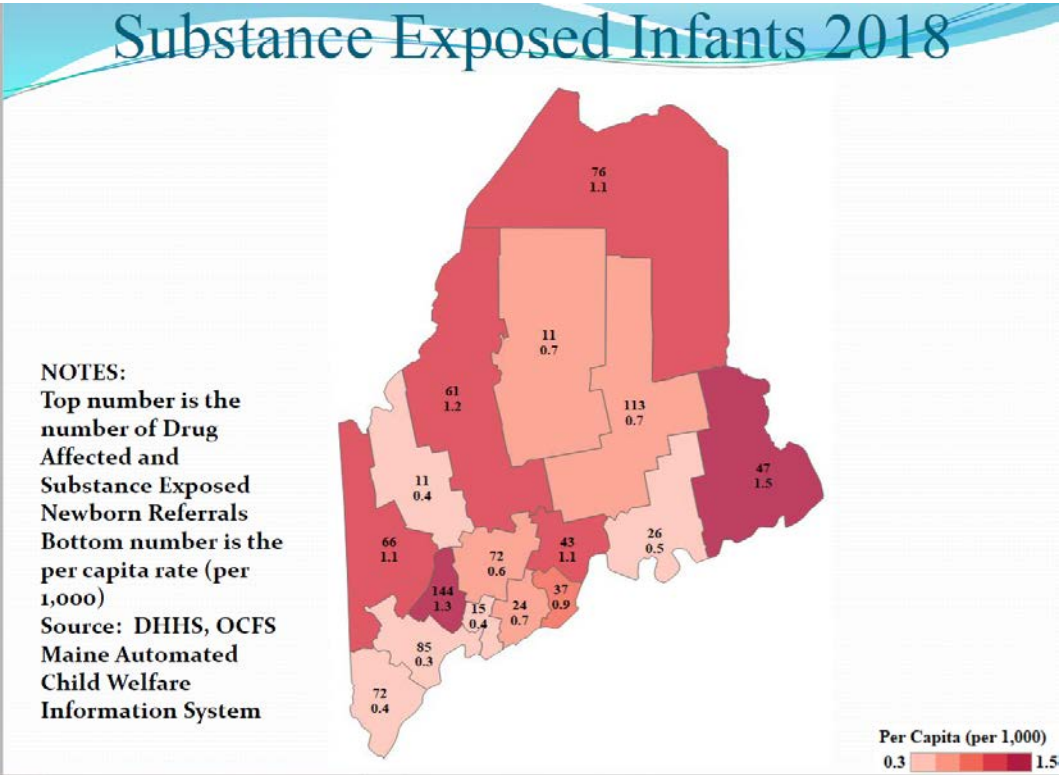 Substance Exposed Infants 2018
76
1.1
11
0.7
61
1.2
113
0.7
47
1.5
11
0.4
26
0.5
66
1.1
72
0.6
43
1.1
144
1.3
15
0.4
24
0.7
37
0.9
85
0.3
72
0.4
NOTES:
Top number is the
number of Drug
Affected and
Substance Exposed
Newborn Referrals
Bottom number is the
per capita rate (per
1,000)
Source: DHHS, OCFS
Maine Automated
Child Welfare
Information System
Per Capita (per 1,000)
0.3 1.5